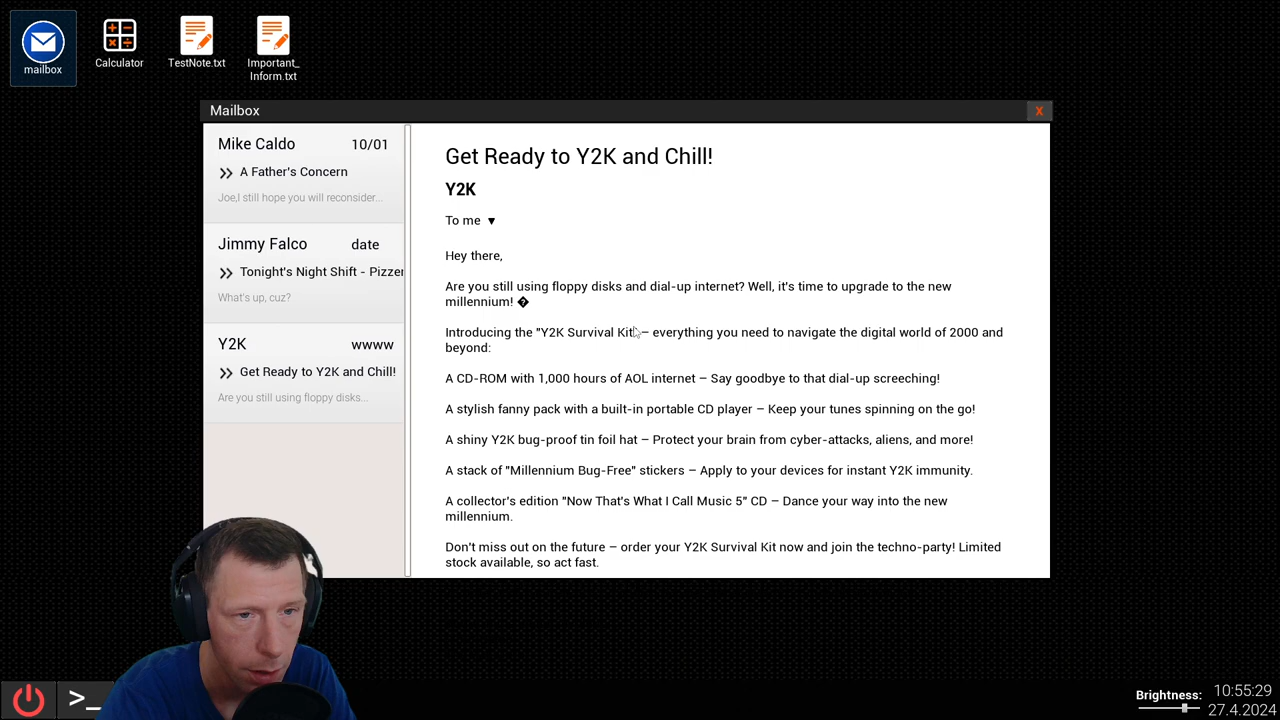 mailbox
Calculator
TestNote.txt
Important_
Inform.txt
Mailbox
X
Mike Caldo 10/01
A Father's Concern
Joe,I still hope you will reconsider...
Jimmy Falco date
Tonight's Night Shift - Pizzer
What's up, cuz?
Y2K wwww
Get Ready to Y2K and Chill!
Are you still using floppy disks...
Get Ready to Y2K and Chill!
Y2K
To me ▼
Hey there,
Are you still using floppy disks and dial-up internet? Well, it's time to upgrade to the new
millennium! �
Introducing the "Y2K Survival Kit" – everything you need to navigate the digital world of 2000 and
beyond:
A CD-ROM with 1,000 hours of AOL internet – Say goodbye to that dial-up screeching!
A stylish fanny pack with a built-in portable CD player – Keep your tunes spinning on the go!
A shiny Y2K bug-proof tin foil hat – Protect your brain from cyber-attacks, aliens, and more!
A stack of "Millennium Bug-Free" stickers – Apply to your devices for instant Y2K immunity.
A collector's edition "Now That's What I Call Music 5" CD – Dance your way into the new
millennium.
Don't miss out on the future – order your Y2K Survival Kit now and join the techno-party! Limited
stock available, so act fast.
>_
Brightness:
10:55:29
27.4.2024